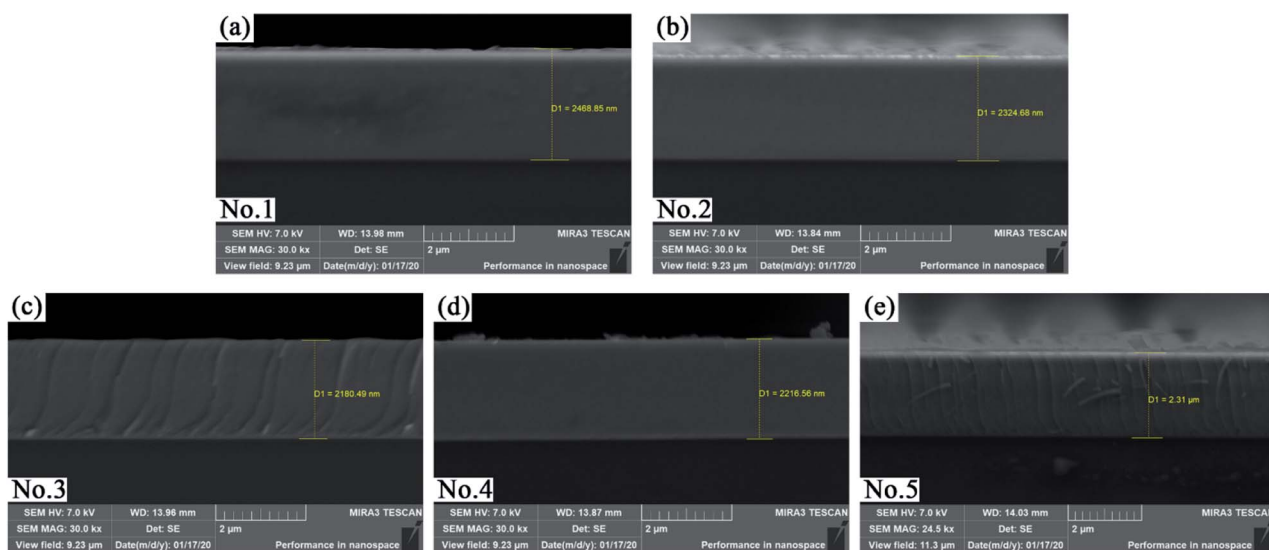 (a)
D1 = 2468.85 nm
No.1
SEM HV: 7.0 kV WD: 13.98 mm MIRA3 TESCAN
SEM MAG: 30.0 kx Det: SE 2 µm
View field: 9.23 µm Date(m/d/y): 01/17/20 Performance in nanospace
(b)
D1 = 2324.68 nm
No.2
SEM HV: 7.0 kV WD: 13.84 mm MIRA3 TESCAN
SEM MAG: 30.0 kx Det: SE 2 µm
View field: 9.23 µm Date(m/d/y): 01/17/20 Performance in nanospace
(c)
D1 = 2180.49 nm
No.3
SEM HV: 7.0 kV WD: 13.96 mm MIRA3 TESCAN
SEM MAG: 30.0 kx Det: SE 2 µm
View field: 9.23 µm Date(m/d/y): 01/17/20 Performance in nanospace
(d)
D1 = 2216.56 nm
No.4
SEM HV: 7.0 kV WD: 13.87 mm MIRA3 TESCAN
SEM MAG: 30.0 kx Det: SE 2 µm
View field: 9.23 µm Date(m/d/y): 01/17/20 Performance in nanospace
(e)
D1 = 2.31 µm
No.5
SEM HV: 7.0 kV WD: 14.03 mm MIRA3 TESCAN
SEM MAG: 24.5 kx Det: SE 2 µm
View field: 11.3 µm Date(m/d/y): 01/17/20 Performance in nanospace